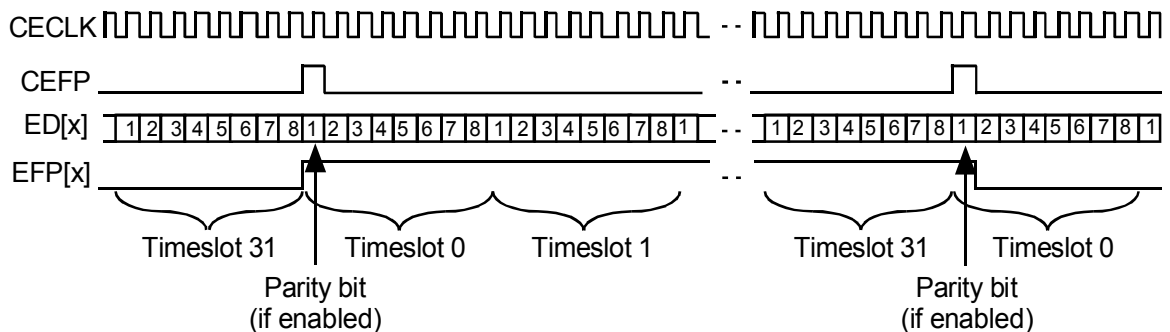 CECLK - -
CEFP - -
ED[x] 1 2 3 4 5 6 7 8 1 2 3 4 5 6 7 8 1 2 3 4 5 6 7 8 1 - - 1 2 3 4 5 6 7 8 1 2 3 4 5 6 7 8 1
EFP[x] - -
Timeslot 31 Timeslot 0 Timeslot 1 Timeslot 31 Timeslot 0
Parity bit Parity bit
(if enabled) (if enabled)